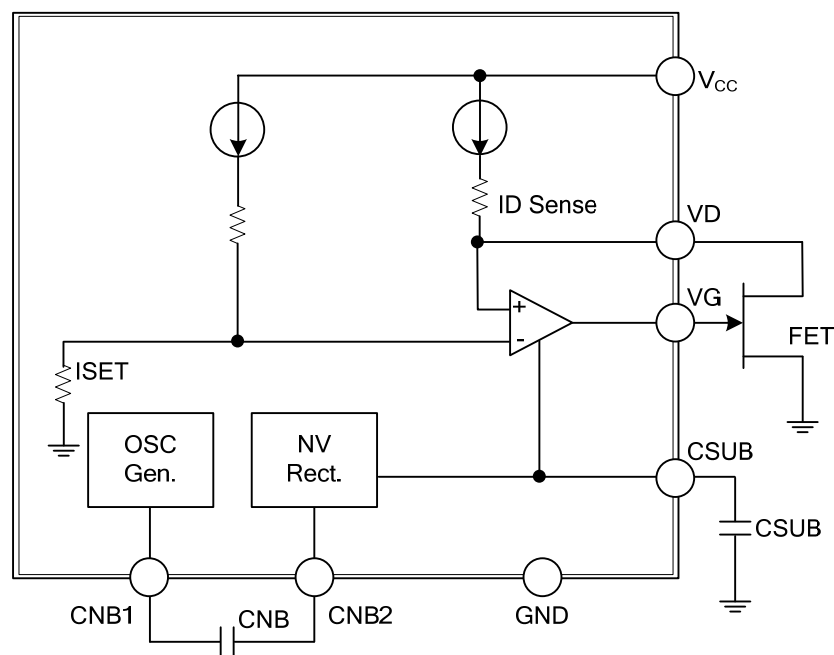 VCC
ID Sense
VD
+
-
VG
FET
ISET
OSC
Gen.
NV
Rect.
CSUB
CSUB
CNB1
CNB
CNB2
GND